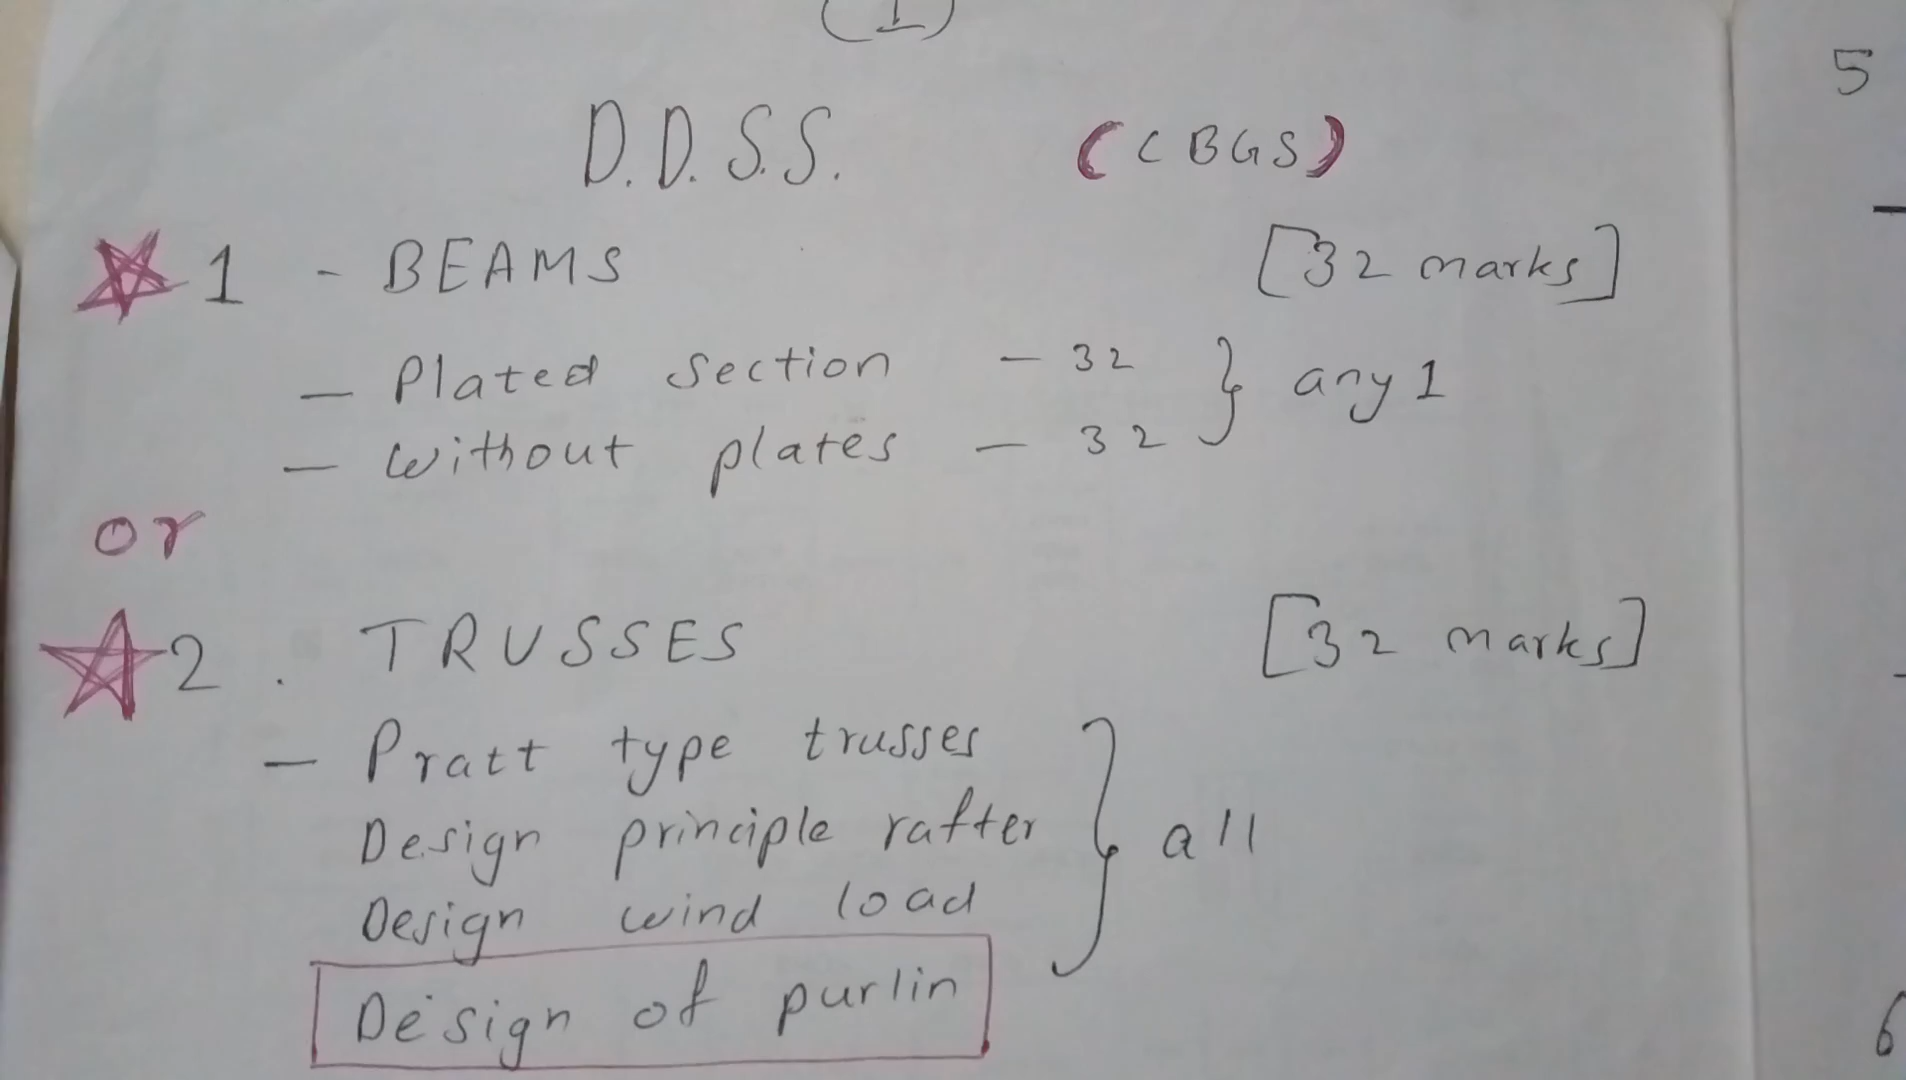 (1)
D.D.S.S. (CBGS)
1 - BEAMS [32 marks]
- Plated section - 32 } any 1
- without plates - 32
or
2. TRUSSES [32 marks]
- Pratt type trusses
Design principle rafter } all
Design wind load
Design of purlin
5
6